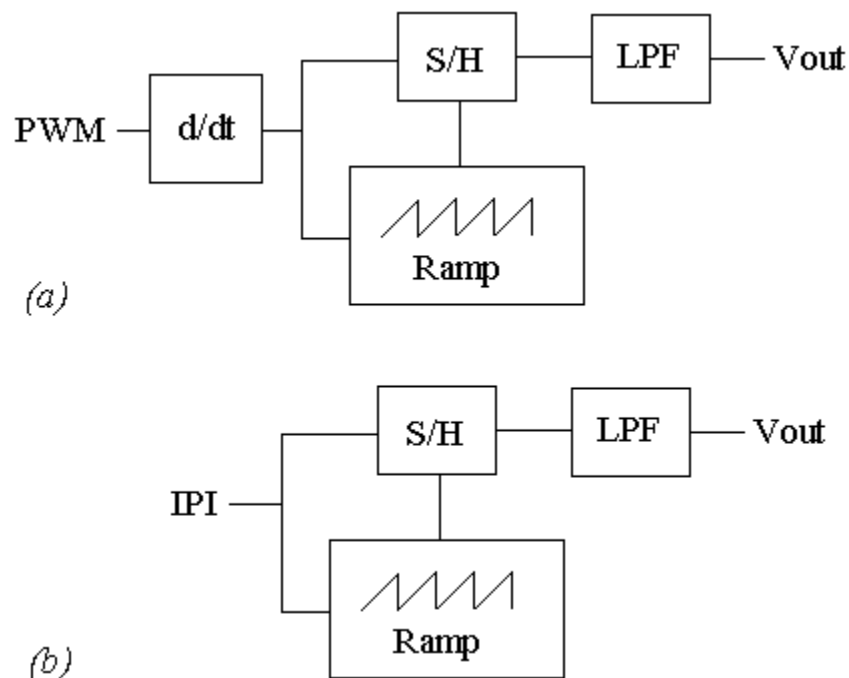 S/H
LPF
Vout
PWM
d/dt
Ramp
(a)
S/H
LPF
Vout
IPI
Ramp
(b)